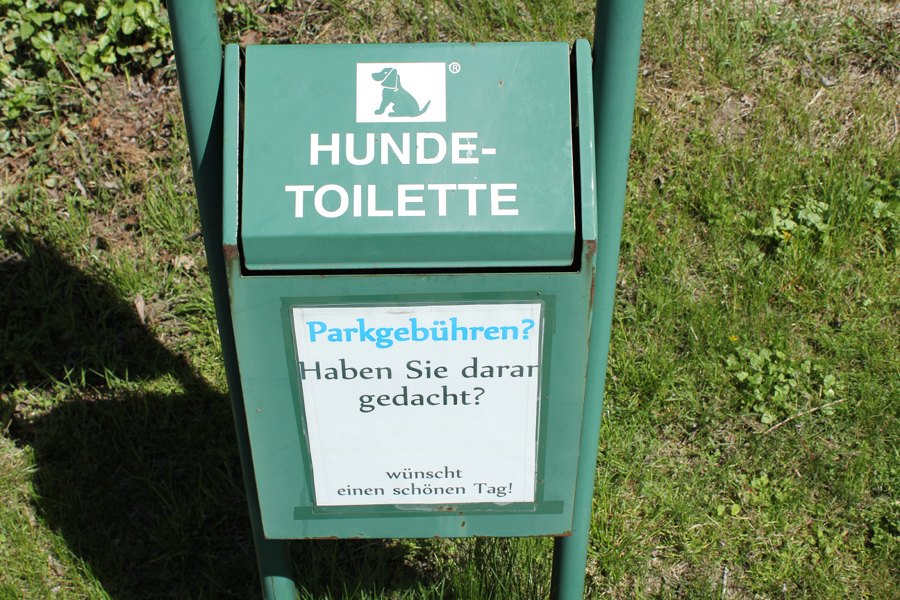 ®
HUNDE-
TOILETTE
Parkgebühren?
Haben Sie daran
gedacht?
wünscht
einen schönen Tag!